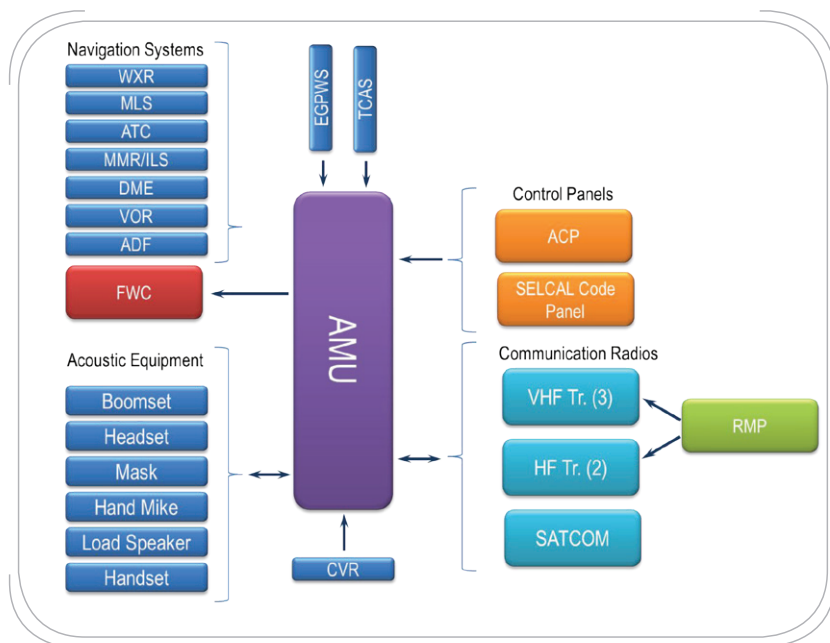 Navigation Systems
WXR
MLS
ATC
MMR/ILS
DME
VOR
ADF
FWC
Acoustic Equipment
Boomset
Headset
Mask
Hand Mike
Load Speaker
Handset
EGPWS
TCAS
AMU
CVR
Control Panels
ACP
SELCAL Code
Panel
Communication Radios
VHF Tr. (3)
HF Tr. (2)
SATCOM
RMP